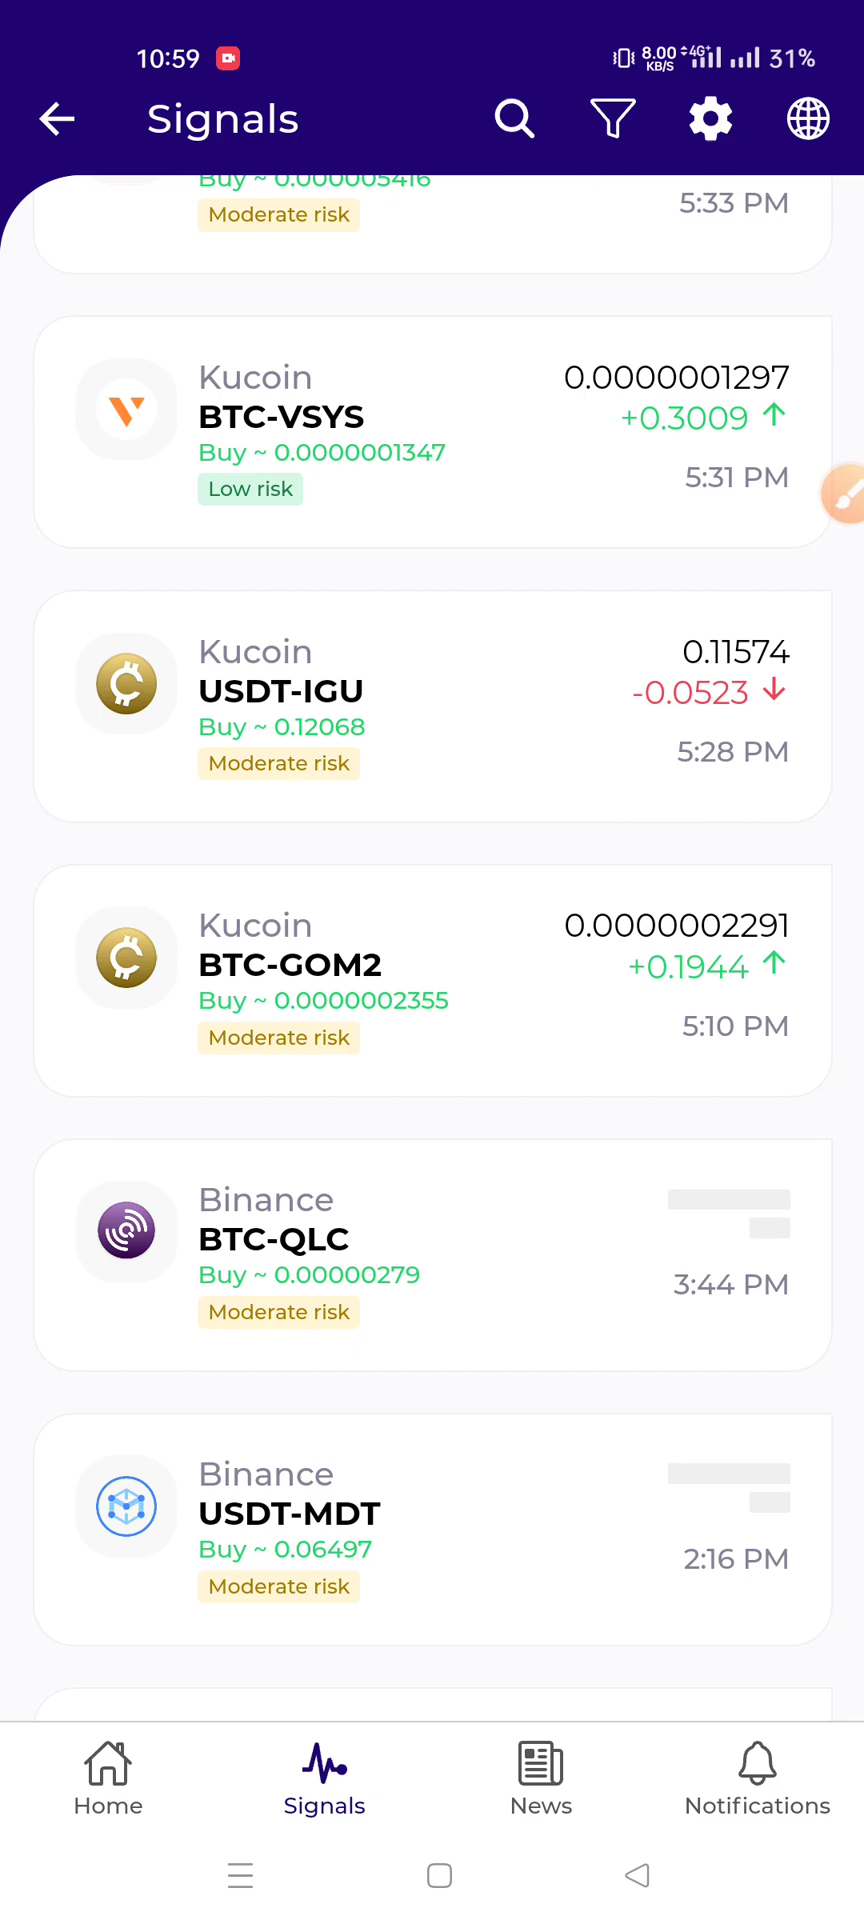 10:59
8.00 KB/S 4G+ 31%
Signals
Buy ~ 0.000005416
Moderate risk
5:33 PM
Kucoin
0.0000001297
BTC-VSYS
+0.3009
Buy ~ 0.0000001347
5:31 PM
Low risk
Kucoin
0.11574
USDT-IGU
-0.0523
Buy ~ 0.12068
5:28 PM
Moderate risk
Kucoin
0.0000002291
BTC-GOM2
+0.1944
Buy ~ 0.0000002355
5:10 PM
Moderate risk
Binance
BTC-QLC
Buy ~ 0.00000279
3:44 PM
Moderate risk
Binance
USDT-MDT
Buy ~ 0.06497
2:16 PM
Moderate risk
Home
Signals
News
Notifications